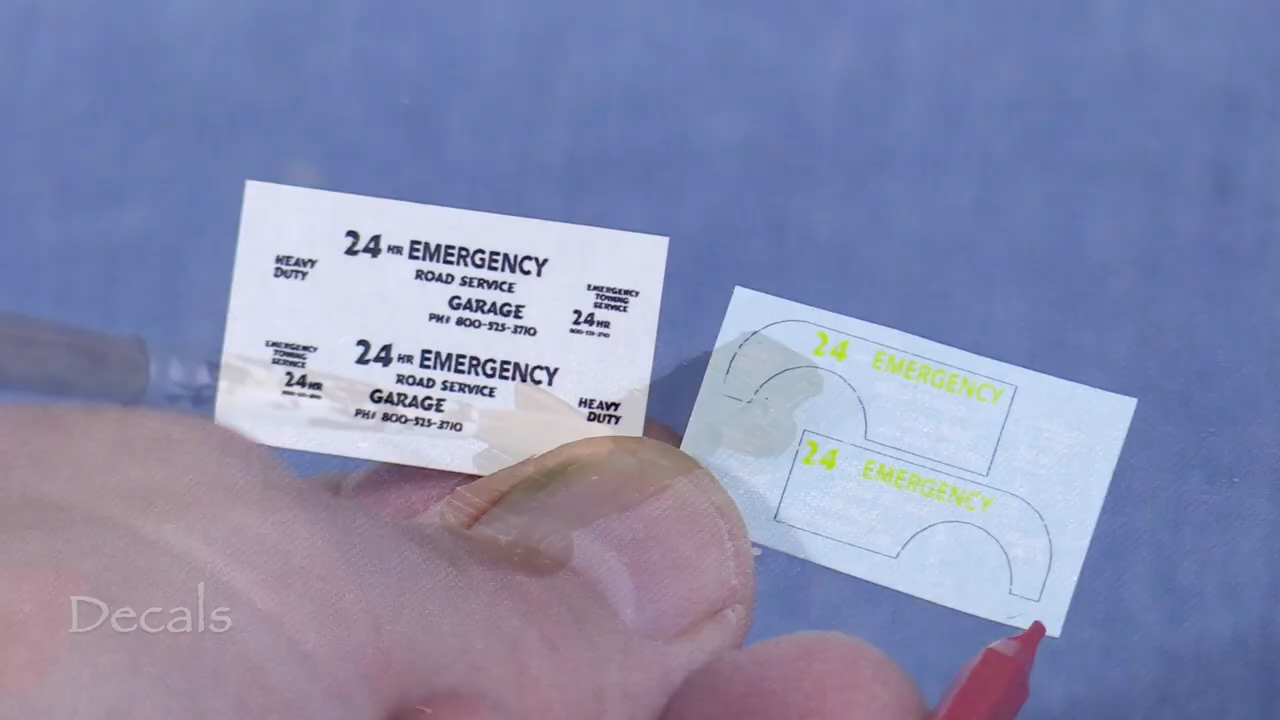 24 HR EMERGENCY
HEAVY
DUTY
ROAD SERVICE
GARAGE
PH# 800-525-3710
EMERGENCY
TOWING
SERVICE
24 HR
EMERGENCY
TOWING
SERVICE
24 HR
24 HR EMERGENCY
ROAD SERVICE
GARAGE
PH# 800-525-3710
HEAVY
DUTY
24 EMERGENCY
24 EMERGENCY
Decals